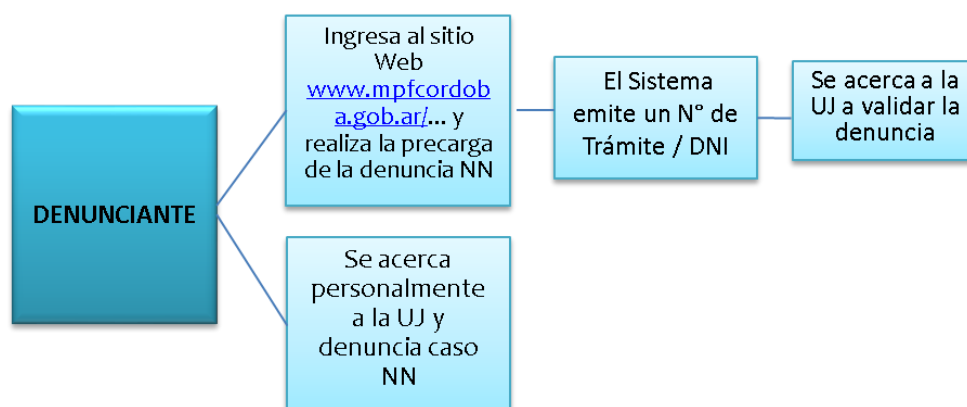 DENUNCIANTE
Ingresa al sitio
Web
www.mpfcordob
a.gob.ar/... y
realiza la precarga
de la denuncia NN
El Sistema
emite un N° de
Trámite / DNI
Se acerca a la
UJ a validar la
denuncia
Se acerca
personalmente
a la UJ y
denuncia caso
NN